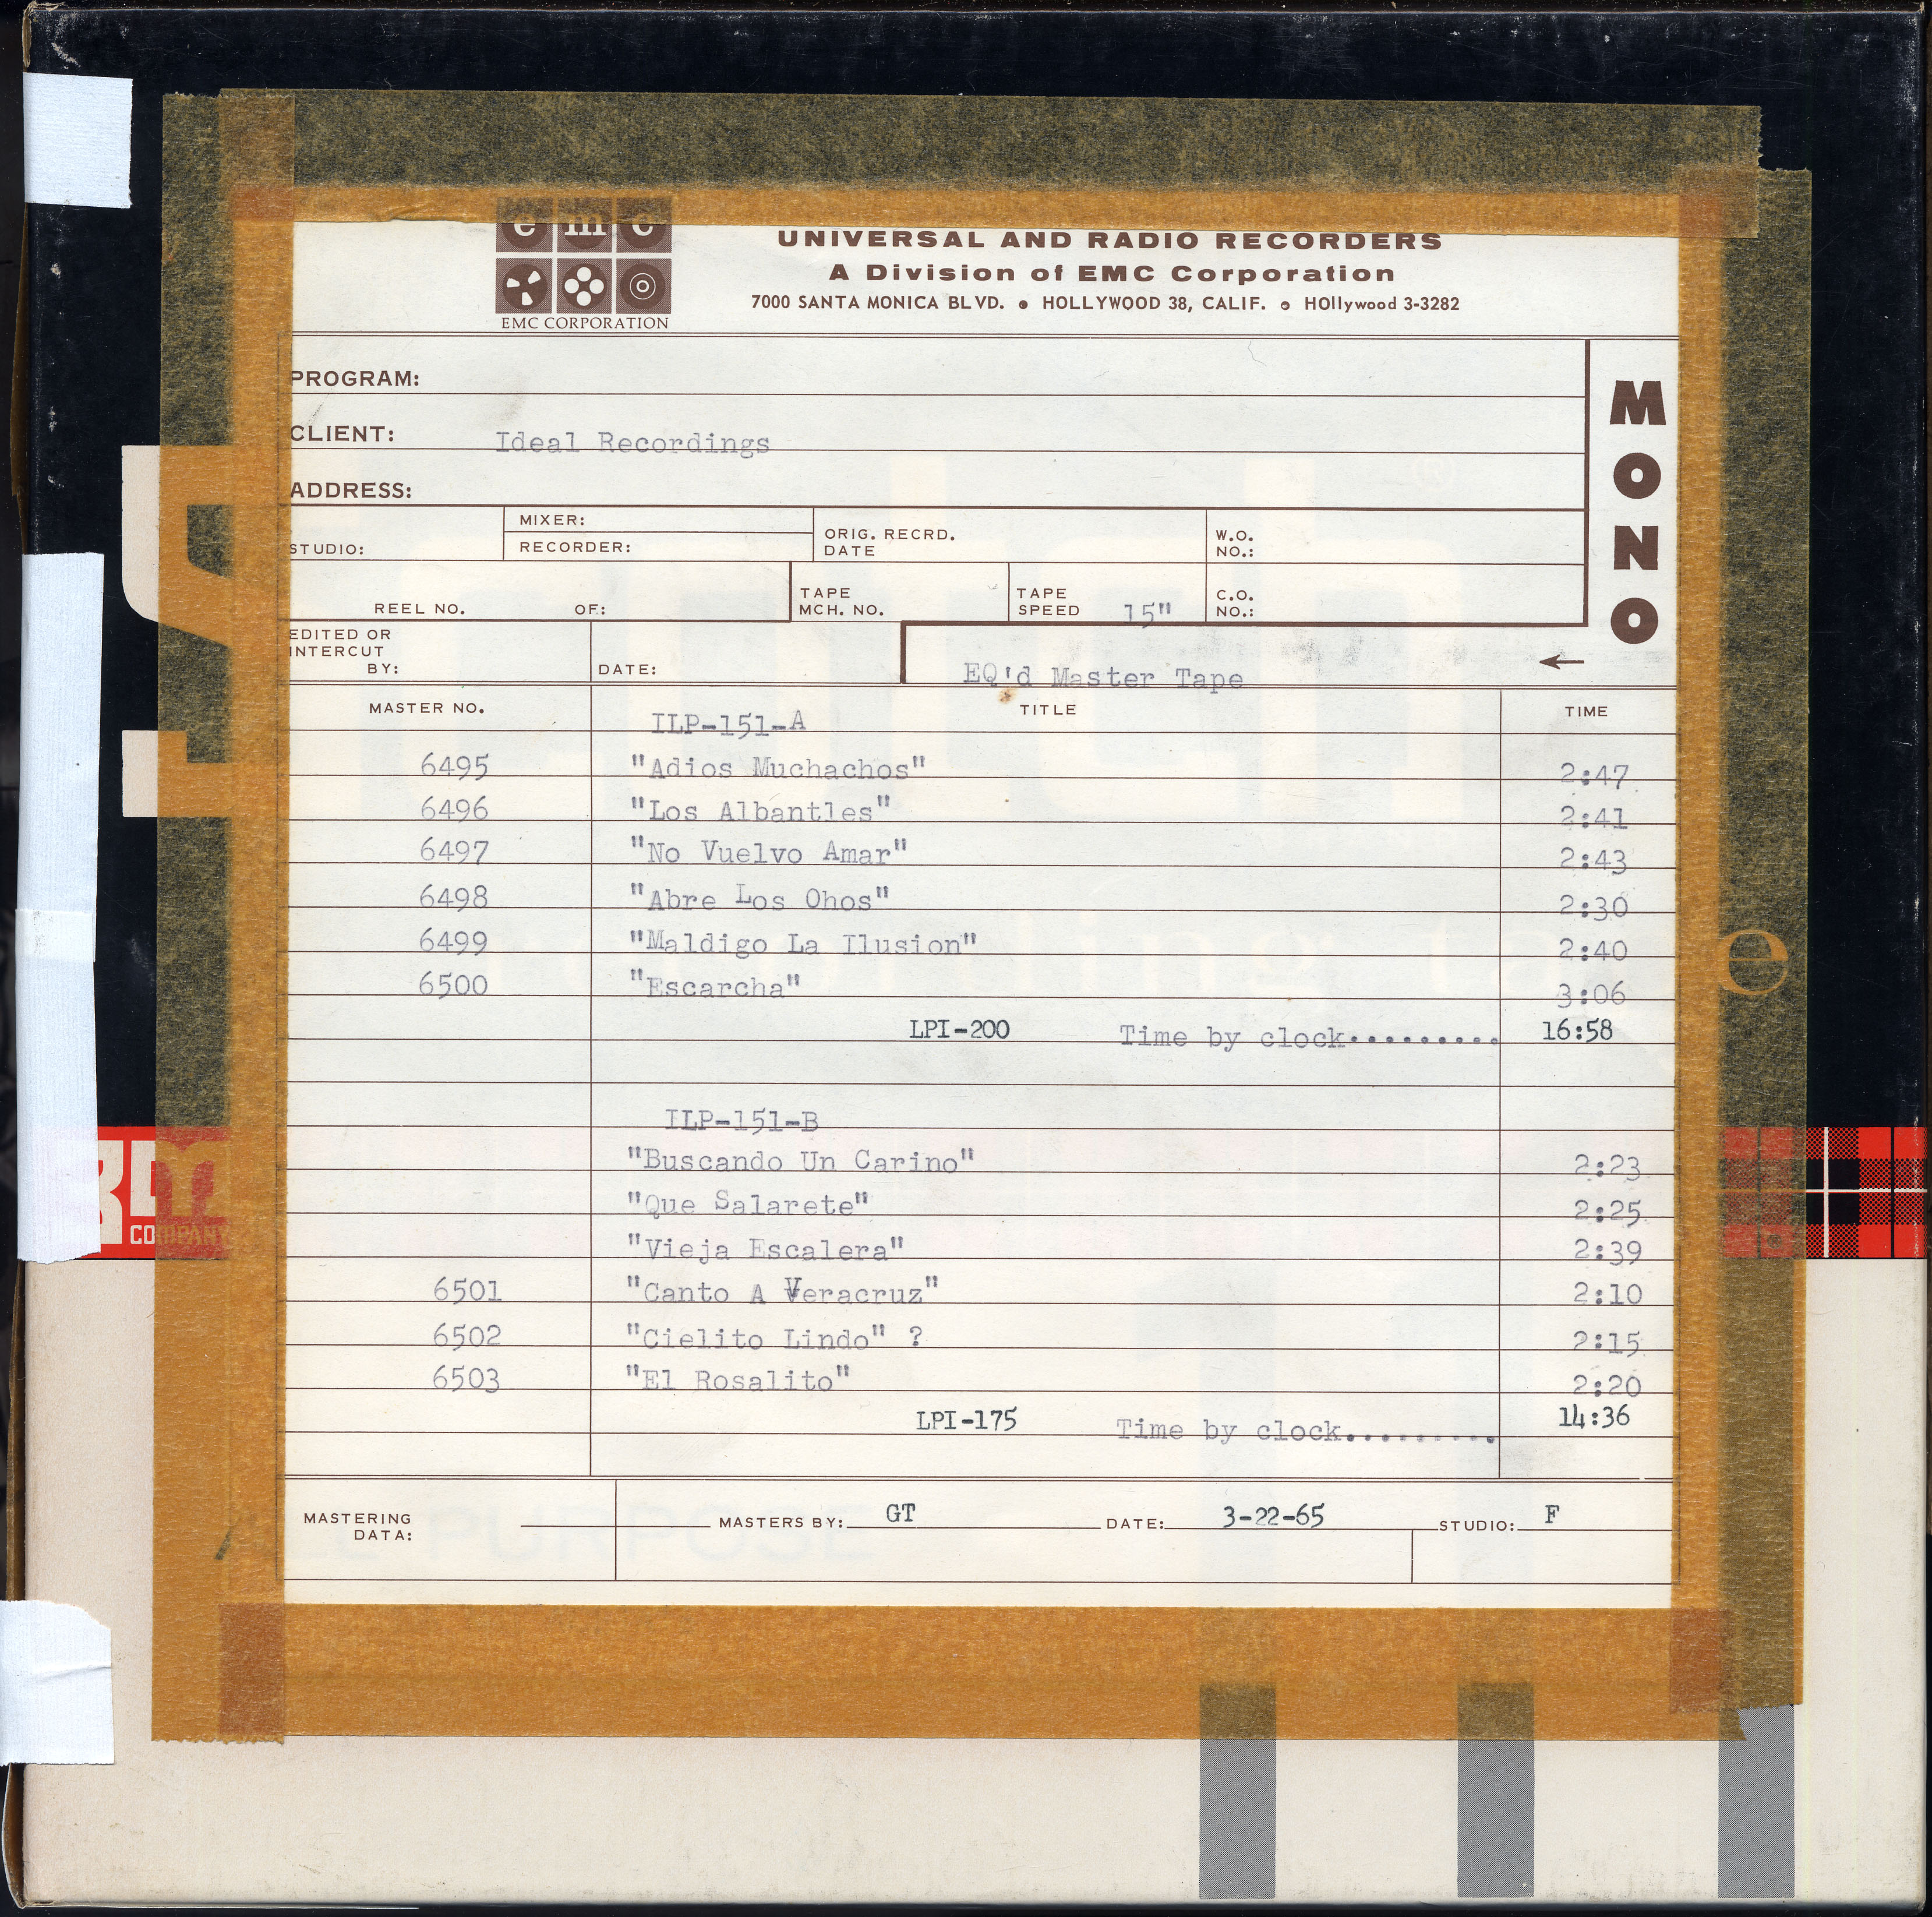 e m c
UNIVERSAL AND RADIO RECORDERS
A Division of EMC Corporation
7000 SANTA MONICA BLVD. • HOLLYWOOD 38, CALIF. • HOllywood 3-3282
EMC CORPORATION
PROGRAM:
CLIENT: Ideal Recordings
ADDRESS:
MONO
STUDIO: MIXER: RECORDER: ORIG. RECRD. DATE W.O. NO.:
REEL NO. OF: TAPE MCH. NO. TAPE SPEED 15" C.O. NO.:
EDITED OR INTERCUT BY: DATE: EQ'd Master Tape ←
MASTER NO. TITLE TIME
ILP-151-A
6495 "Adios Muchachos" 2:47
6496 "Los Albantles" 2:41
6497 "No Vuelvo Amar" 2:43
6498 "Abre Los Ohos" 2:30
6499 "Maldigo La Ilusion" 2:40
6500 "Escarcha" 3:06
LPI-200 Time by clock......... 16:58
ILP-151-B
"Buscando Un Carino" 2:23
"Que Salarete" 2:25
"Vieja Escalera" 2:39
6501 "Canto A Veracruz" 2:10
6502 "Cielito Lindo" ? 2:15
6503 "El Rosalito" 2:20
LPI-175 Time by clock......... 14:36
MASTERING DATA: MASTERS BY: GT DATE: 3-22-65 STUDIO: F
3M
COMPANY
e
PURPOSE